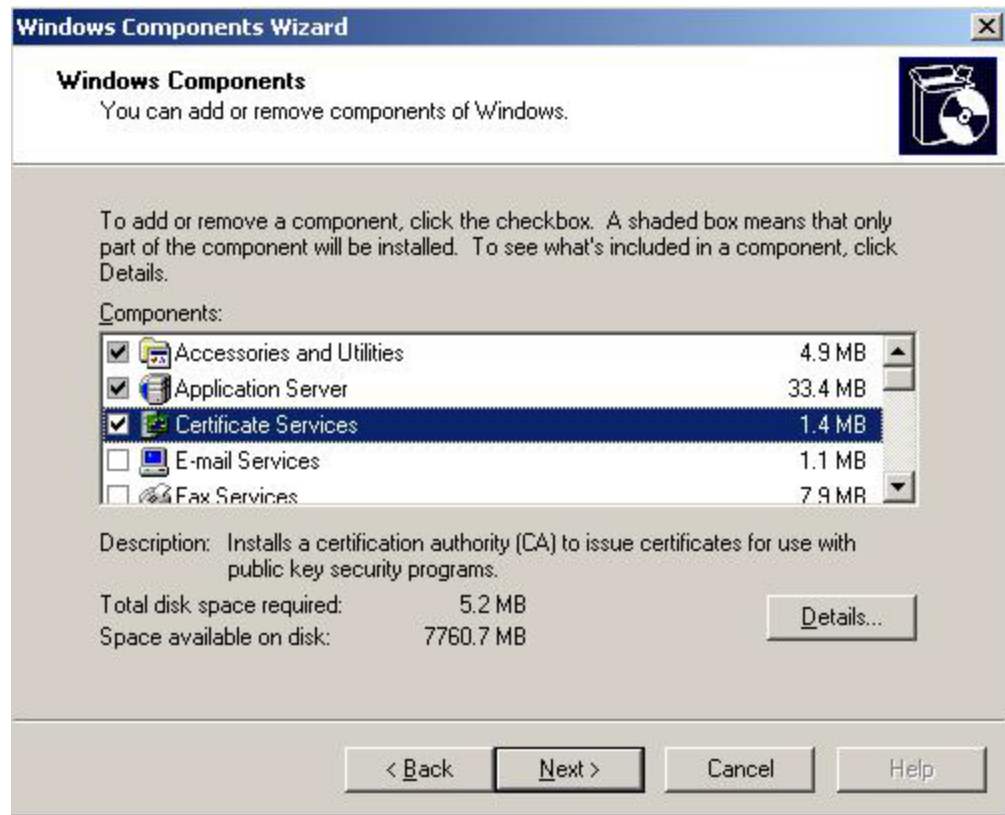 Windows Components Wizard
Windows Components
You can add or remove components of Windows.
To add or remove a component, click the checkbox. A shaded box means that only
part of the component will be installed. To see what's included in a component, click
Details.
Components:
Accessories and Utilities 4.9 MB
Application Server 33.4 MB
Certificate Services 1.4 MB
E-mail Services 1.1 MB
Fax Services 7.9 MB
Description: Installs a certification authority (CA) to issue certificates for use with
public key security programs.
Total disk space required: 5.2 MB
Space available on disk: 7760.7 MB
Details...
< Back Next > Cancel Help